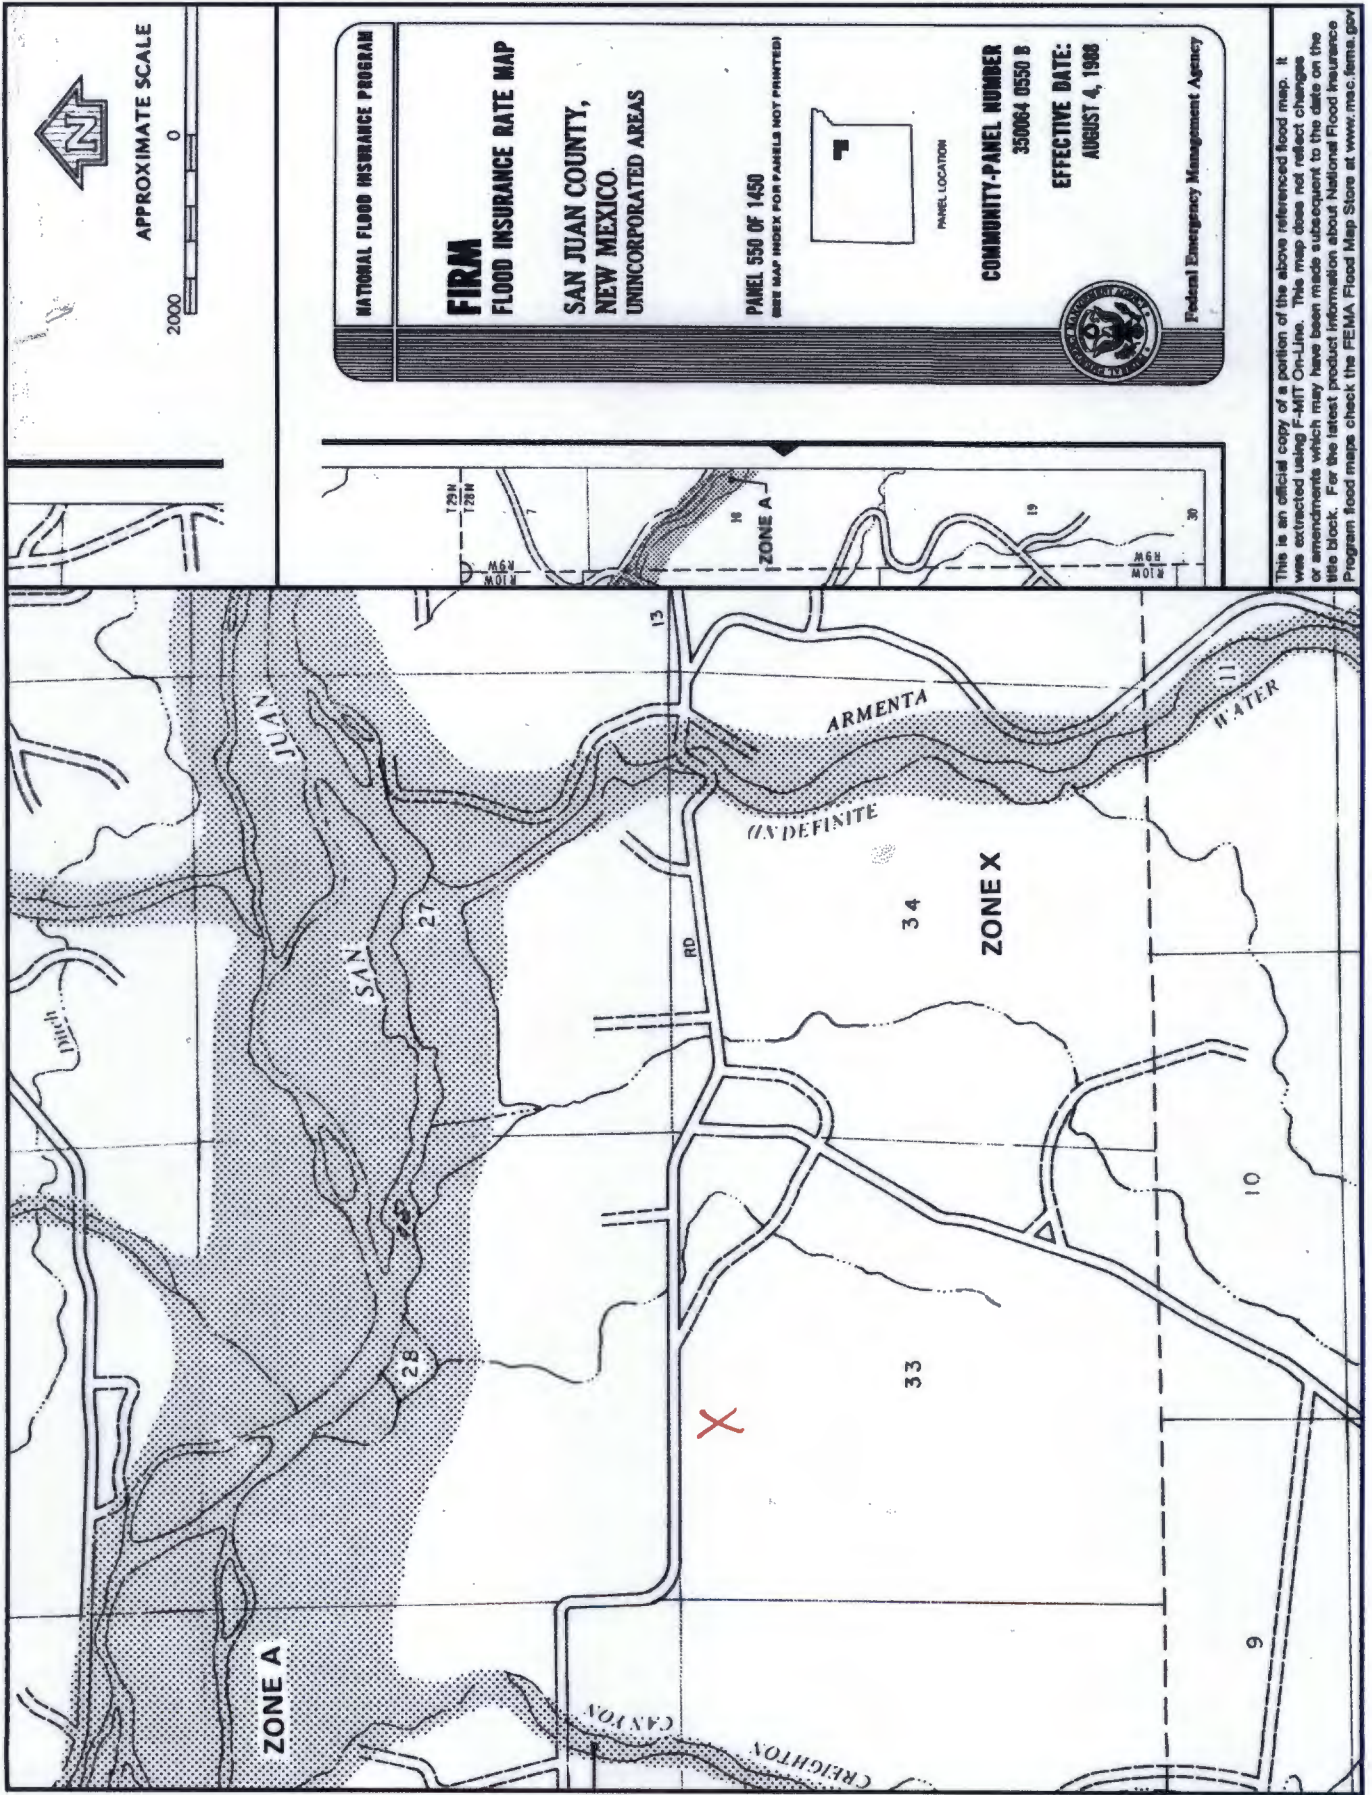 APPROXIMATE SCALE
2000
0
N
NATIONAL FLOOD INSURANCE PROGRAM
FIRM
FLOOD INSURANCE RATE MAP
SAN JUAN COUNTY,
NEW MEXICO.
UNINCORPORATED AREAS
PANEL 550 OF 1450
(SEE MAP INDEX FOR PANELS NOT PRINTED)
PANEL LOCATION
COMMUNITY-PANEL NUMBER
350064 0550 B
EFFECTIVE DATE:
AUGUST 4, 1988
Federal Emergency Management Agency
This is an official copy of a portion of the above referenced flood map. It
was extracted using F-MIT On-Line. This map does not reflect changes
or amendments which may have been made subsequent to the date on the
title block. For the latest product information about National Flood Insurance
Program flood maps check the FEMA Flood Map Store at www.msc.fema.gov
T29N
T28N
R10W
R9W
7
18
ZONE A
19
30
R10W
R9W
JUAN
SAN
27
28
28
Ditch
ZONE A
13
RD
ARMENTA
(INDEFINITE
WATER
11
34
ZONE X
33
X
10
9
CREIGHTON
CANYON